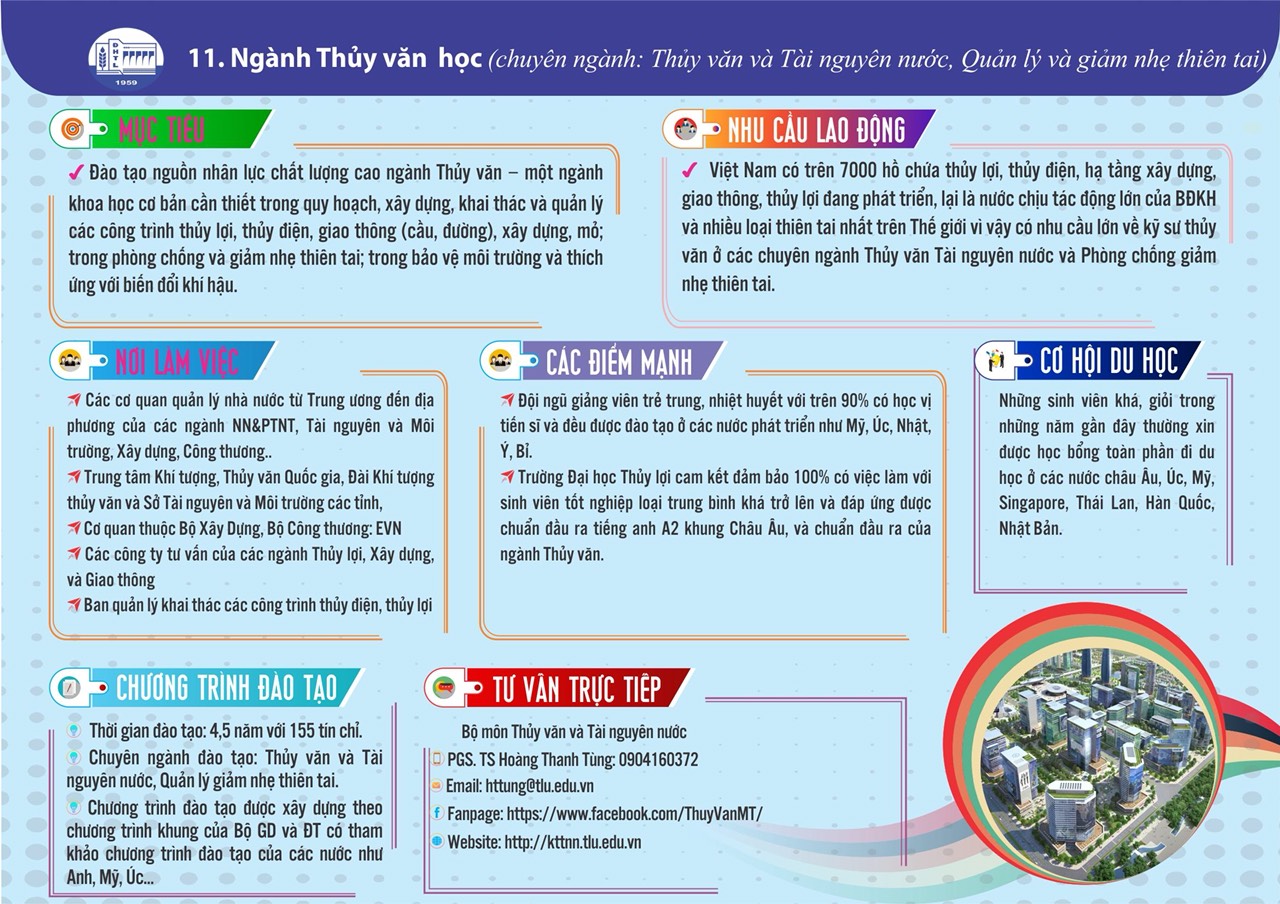 ĐHTL
1959
11. Ngành Thủy văn học (chuyên ngành: Thủy văn và Tài nguyên nước, Quản lý và giảm nhẹ thiên tai)
MỤC TIÊU
Đào tạo nguồn nhân lực chất lượng cao ngành Thủy văn – một ngành
khoa học cơ bản cần thiết trong quy hoạch, xây dựng, khai thác và quản lý
các công trình thủy lợi, thủy điện, giao thông (cầu, đường), xây dựng, mỏ;
trong phòng chống và giảm nhẹ thiên tai; trong bảo vệ môi trường và thích
ứng với biến đổi khí hậu.
NHU CẦU LAO ĐỘNG
Việt Nam có trên 7000 hồ chứa thủy lợi, thủy điện, hạ tầng xây dựng,
giao thông, thủy lợi đang phát triển, lại là nước chịu tác động lớn của BĐKH
và nhiều loại thiên tai nhất trên Thế giới vì vậy có nhu cầu lớn về kỹ sư thủy
văn ở các chuyên ngành Thủy văn Tài nguyên nước và Phòng chống giảm
nhẹ thiên tai.
NƠI LÀM VIỆC
Các cơ quan quản lý nhà nước từ Trung ương đến địa
phương của các ngành NN&PTNT, Tài nguyên và Môi
trường, Xây dựng, Công thương..
Trung tâm Khí tượng, Thủy văn Quốc gia, Đài Khí tượng
thủy văn và Sở Tài nguyên và Môi trường các tỉnh,
Cơ quan thuộc Bộ Xây Dựng, Bộ Công thương: EVN
Các công ty tư vấn của các ngành Thủy lợi, Xây dựng,
và Giao thông
Ban quản lý khai thác các công trình thủy điện, thủy lợi
CÁC ĐIỂM MẠNH
Đội ngũ giảng viên trẻ trung, nhiệt huyết với trên 90% có học vị
tiến sĩ và đều được đào tạo ở các nước phát triển như Mỹ, Úc, Nhật,
Ý, Bỉ.
Trường Đại học Thủy lợi cam kết đảm bảo 100% có việc làm với
sinh viên tốt nghiệp loại trung bình khá trở lên và đáp ứng được
chuẩn đầu ra tiếng anh A2 khung Châu Âu, và chuẩn đầu ra của
ngành Thủy văn.
CƠ HỘI DU HỌC
Những sinh viên khá, giỏi trong
những năm gần đây thường xin
được học bổng toàn phần đi du
học ở các nước châu Âu, Úc, Mỹ,
Singapore, Thái Lan, Hàn Quốc,
Nhật Bản.
CHƯƠNG TRÌNH ĐÀO TẠO
Thời gian đào tạo: 4,5 năm với 155 tín chỉ.
Chuyên ngành đào tạo: Thủy văn và Tài
nguyên nước, Quản lý giảm nhẹ thiên tai.
Chương trình đào tạo được xây dựng theo
chương trình khung của Bộ GD và ĐT có tham
khảo chương trình đào tạo của các nước như
Anh, Mỹ, Úc...
TƯ VẤN TRỰC TIẾP
Bộ môn Thủy văn và Tài nguyên nước
PGS. TS Hoàng Thanh Tùng: 0904160372
Email: httung@tlu.edu.vn
Fanpage: https://www.facebook.com/ThuyVanMT/
Website: http://kttnn.tlu.edu.vn